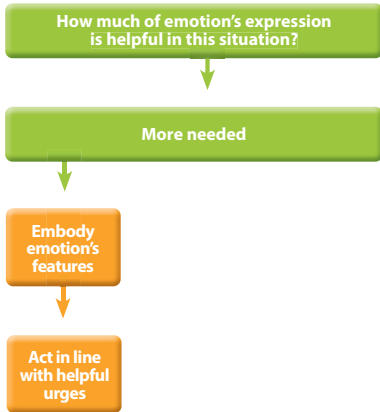 How much of emotion’s expression
is helpful in this situation?
More needed
Embody
emotion’s
features
Act in line
with helpful
urges